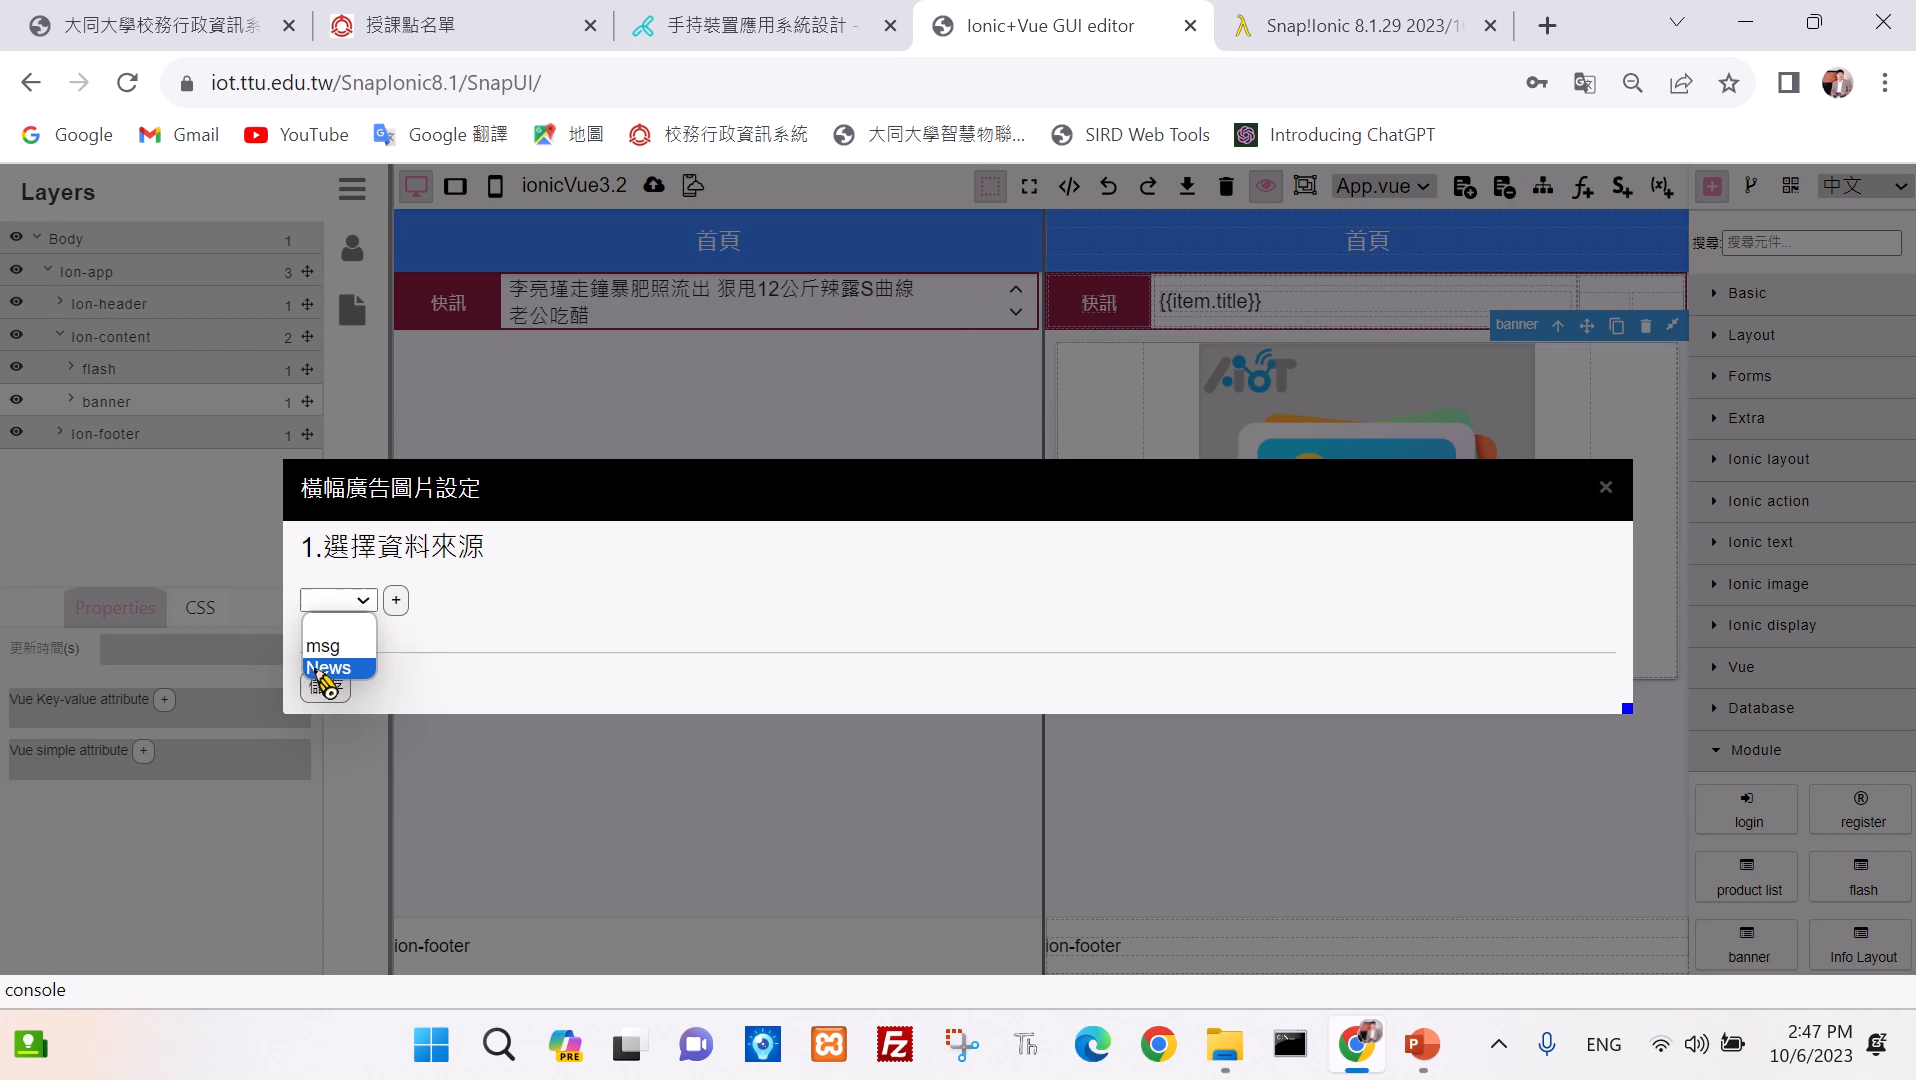 大同大學校務行政資訊系
授課點名單
手持裝置應用系統設計 -
Ionic+Vue GUI editor
Snap!Ionic 8.1.29 2023/1
iot.ttu.edu.tw/SnapIonic8.1/SnapUI/
Google
Gmail
YouTube
Google 翻譯
地圖
校務行政資訊系統
大同大學智慧物聯...
SIRD Web Tools
Introducing ChatGPT
Layers
ionicVue3.2
App.vue
中文
Body 1
Ion-app 3
Ion-header 1
Ion-content 2
flash 1
banner 1
Ion-footer 1
首頁
快訊
李亮瑾走鐘暴肥照流出 狠甩12公斤辣露S曲線
老公吃醋
首頁
快訊
{{item.title}}
banner
AIoT
搜尋:
搜尋元件...
Basic
Layout
Forms
Extra
Ionic layout
Ionic action
Ionic text
Ionic image
Ionic display
Vue
Database
Module
login
register
product list
flash
banner
Info Layout
橫幅廣告圖片設定
×
1.選擇資料來源
+
msg
News
Properties
CSS
更新時間(s)
Vue Key-value attribute +
Vue simple attribute +
ion-footer
ion-footer
console
PRE
Th
ENG
2:47 PM
10/6/2023